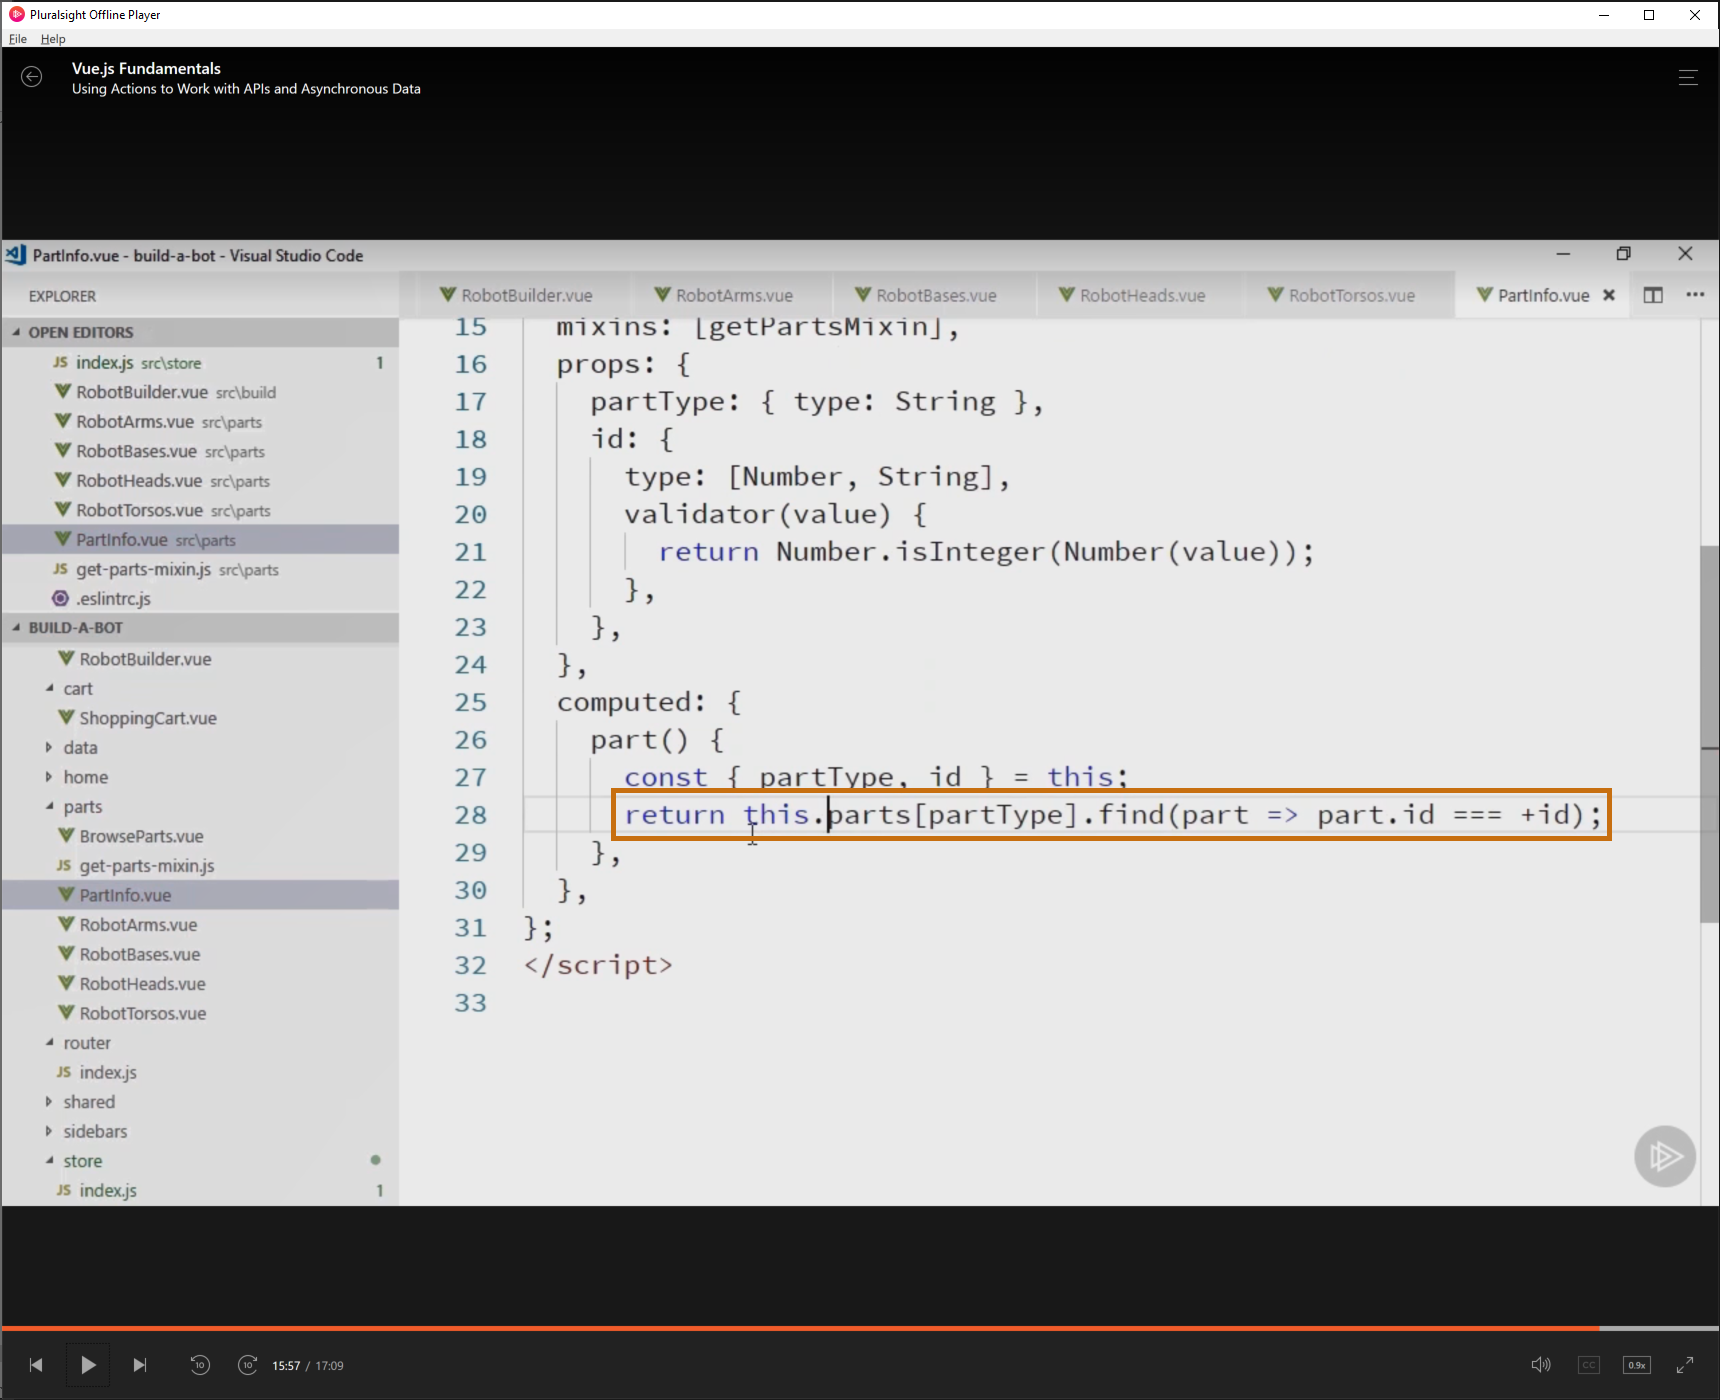 Pluralsight Offline Player
File Help
Vue.js Fundamentals
Using Actions to Work with APIs and Asynchronous Data
PartInfo.vue - build-a-bot - Visual Studio Code
EXPLORER
OPEN EDITORS
JS index.js src\store 1
RobotBuilder.vue src\build
RobotArms.vue src\parts
RobotBases.vue src\parts
RobotHeads.vue src\parts
RobotTorsos.vue src\parts
PartInfo.vue src\parts
JS get-parts-mixin.js src\parts
.eslintrc.js
BUILD-A-BOT
RobotBuilder.vue
cart
ShoppingCart.vue
data
home
parts
BrowseParts.vue
JS get-parts-mixin.js
PartInfo.vue
RobotArms.vue
RobotBases.vue
RobotHeads.vue
RobotTorsos.vue
router
JS index.js
shared
sidebars
store
JS index.js 1
RobotBuilder.vue RobotArms.vue RobotBases.vue RobotHeads.vue RobotTorsos.vue PartInfo.vue
15 mixins: [getPartsMixin],
16 props: {
17 partType: { type: String },
18 id: {
19 type: [Number, String],
20 validator(value) {
21 return Number.isInteger(Number(value));
22 },
23 },
24 },
25 computed: {
26 part() {
27 const { partType, id } = this;
28 return this.parts[partType].find(part => part.id === +id);
29 },
30 },
31 };
32 </script>
33
10 10 15:57 / 17:09 CC 0.9x